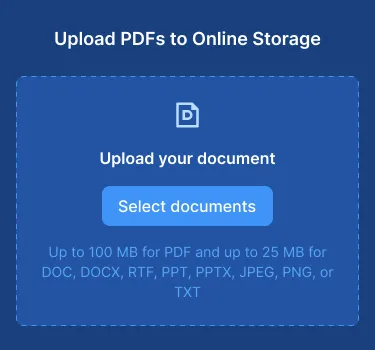 Upload PDFs to Online Storage
D
Upload your document
Select documents
Up to 100 MB for PDF and up to 25 MB for
DOC, DOCX, RTF, PPT, PPTX, JPEG, PNG, or
TXT